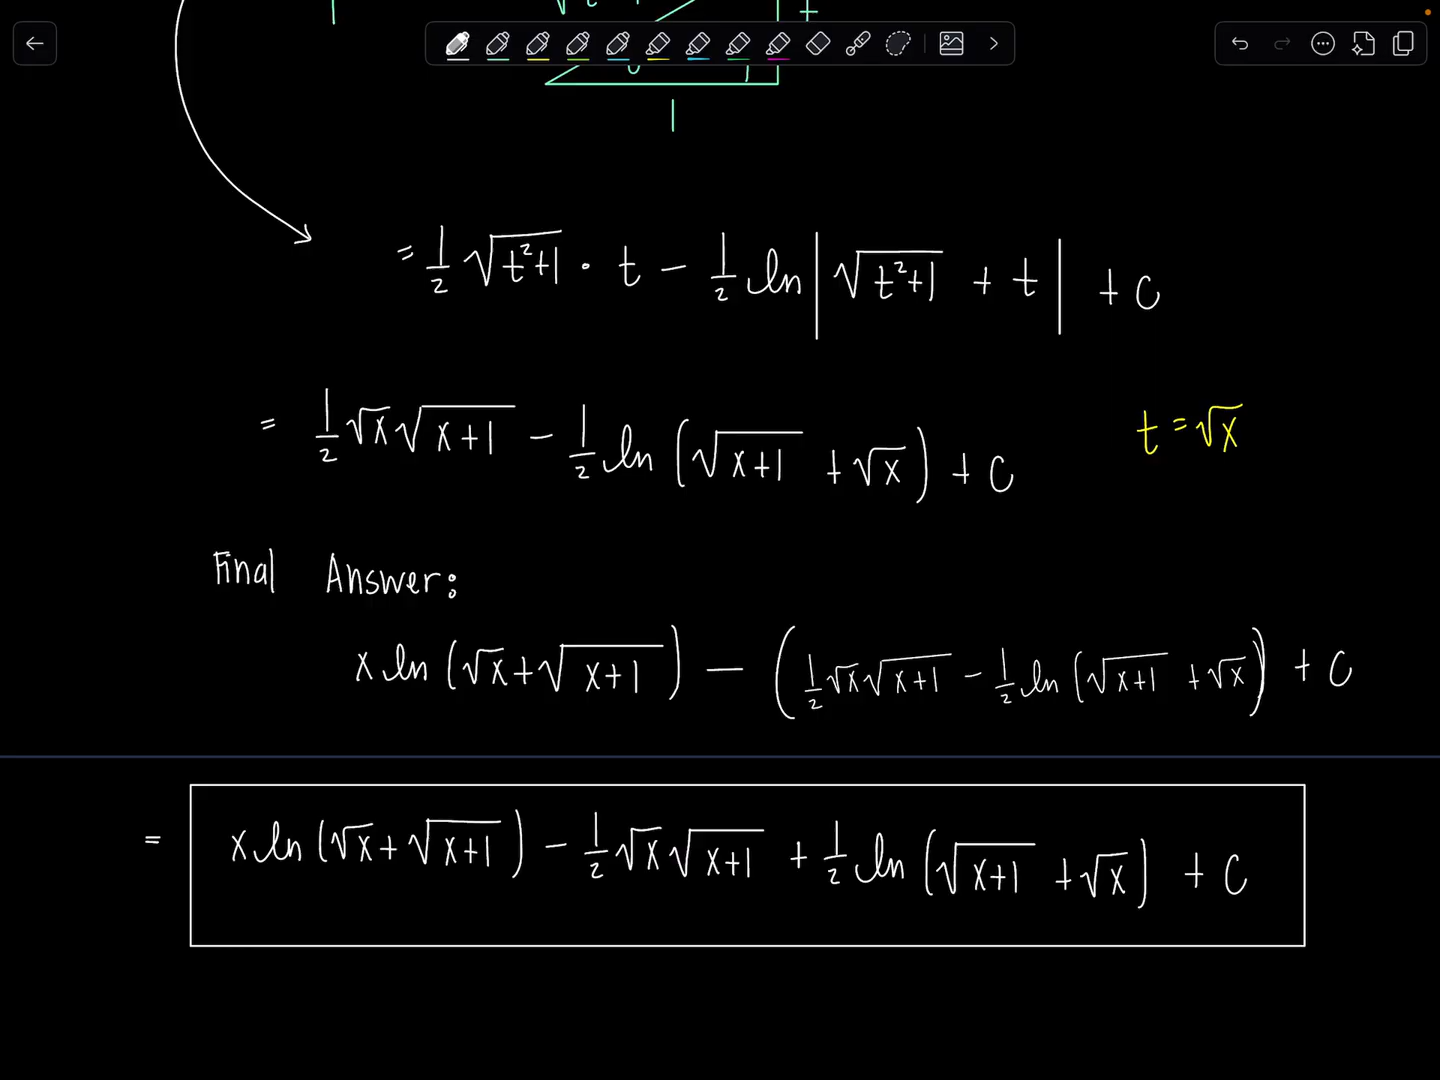 1
= 1/2 √(t²+1) · t − 1/2 ln |√(t²+1) + t| + C
= 1/2 √x √(x+1) − 1/2 ln (√(x+1) + √x) + C
t = √x
Final Answer:
x ln (√x + √(x+1)) − (1/2 √x √(x+1) − 1/2 ln (√(x+1) + √x) + C
= x ln (√x + √(x+1)) − 1/2 √x √(x+1) + 1/2 ln (√(x+1) + √x) + C